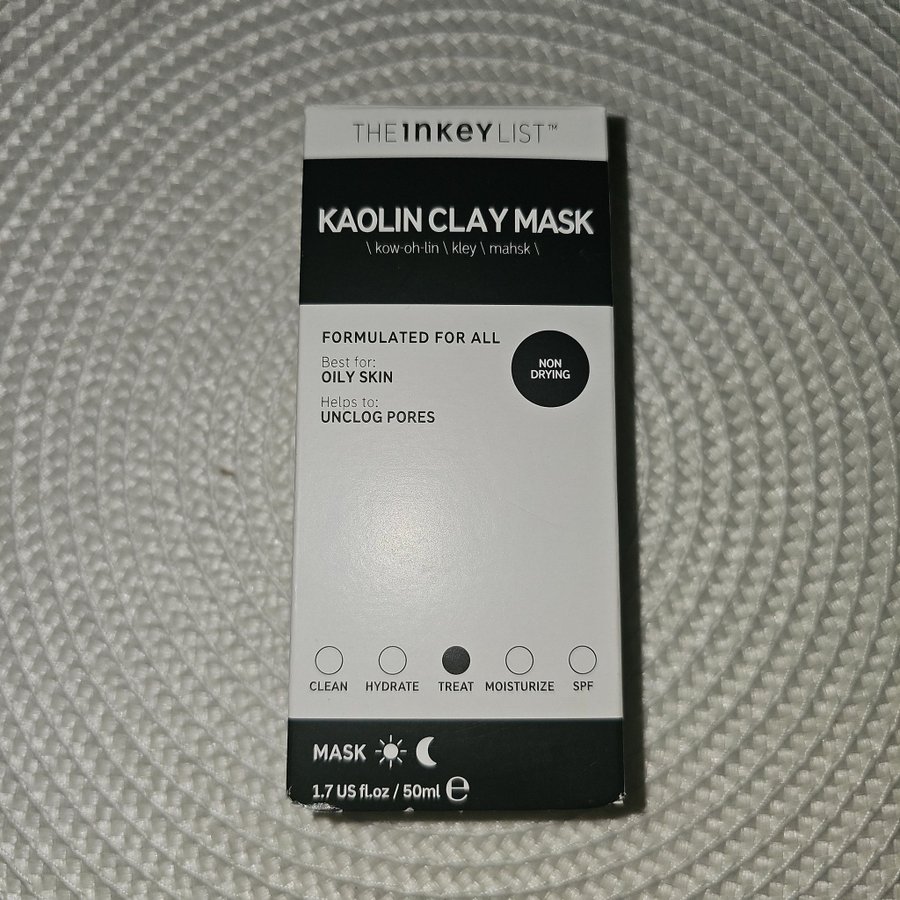 THE INKEY LIST™
KAOLIN CLAY MASK
\ kow-oh-lin \ kley \ mahsk \
FORMULATED FOR ALL
Best for:
OILY SKIN
Helps to:
UNCLOG PORES
NON
DRYING
CLEAN HYDRATE TREAT MOISTURIZE SPF
MASK
1.7 US fl.oz / 50ml ℮